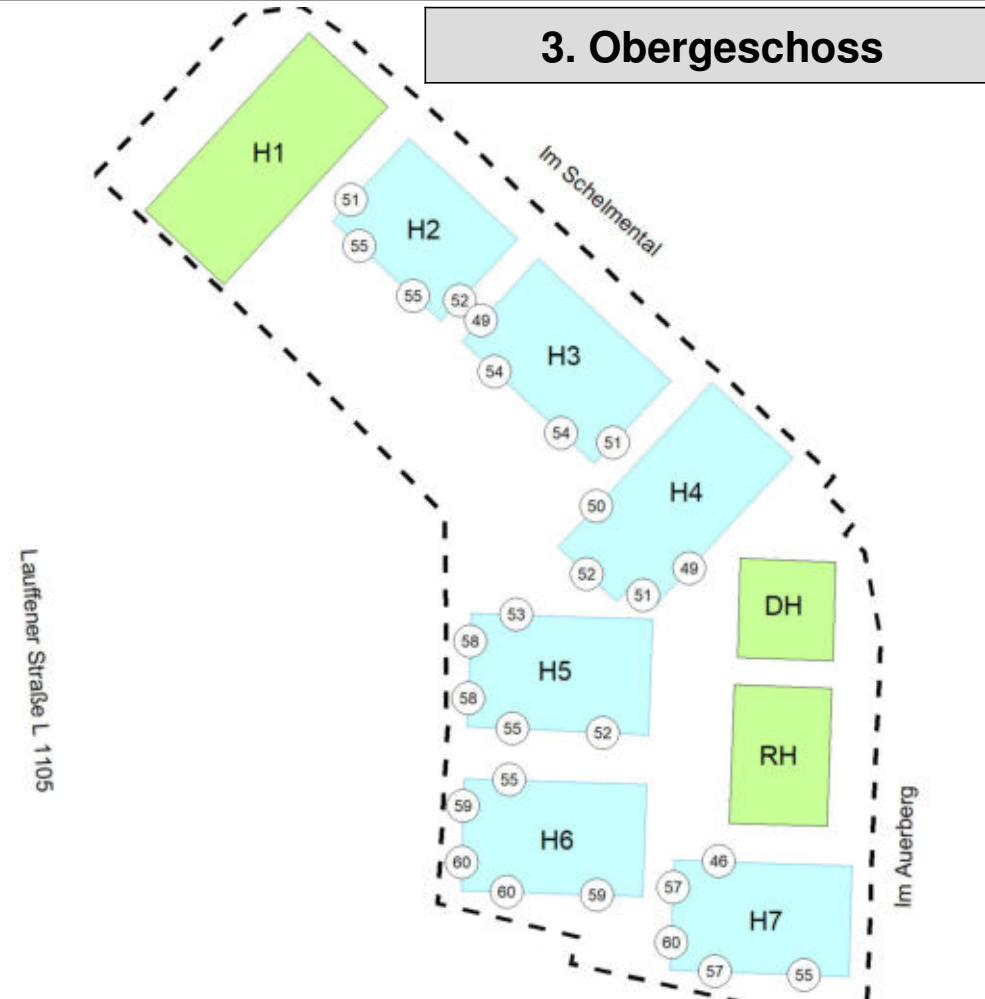 3. Obergeschoss
H1
Im Schelmental
51
H2
55
55
52
49
H3
54
54
51
H4
50
52
49
51
Lauffener Straße L 1105
53
58
H5
58
55
52
DH
RH
55
59
H6
60
60
59
Im Auerberg
46
57
H7
60
57
55